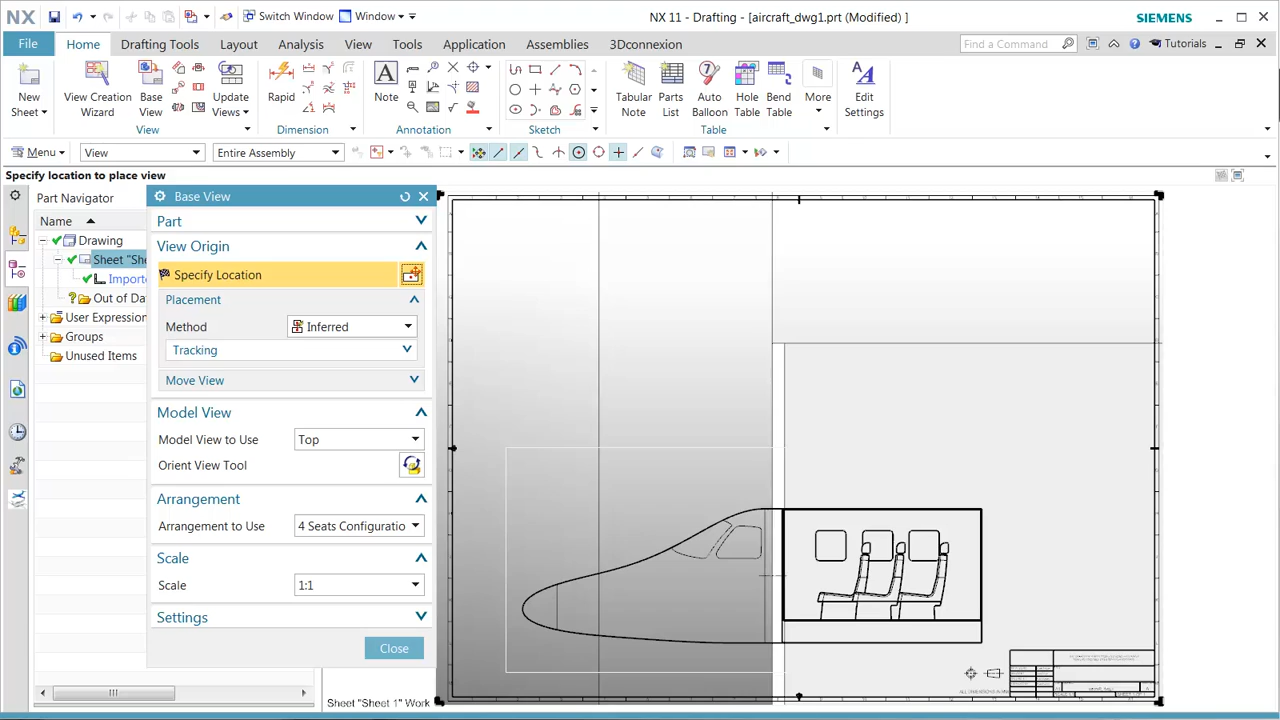 NX
Switch Window
Window
NX 11 - Drafting - [aircraft_dwg1.prt (Modified) ]
SIEMENS
File
Home
Drafting Tools
Layout
Analysis
View
Tools
Application
Assemblies
3Dconnexion
Find a Command
Tutorials
New Sheet
View Creation Wizard
Base View
Update Views
Rapid
Note
Tabular Note
Parts List
Auto Balloon
Hole Table
Bend Table
More
Edit Settings
View
Dimension
Annotation
Sketch
Table
Menu
View
Entire Assembly
Specify location to place view
Part Navigator
Name
Drawing
Sheet "She
Importe
Out of Da
User Expression
Groups
Unused Items
Base View
Part
View Origin
Specify Location
Placement
Method
Inferred
Tracking
Move View
Model View
Model View to Use
Top
Orient View Tool
Arrangement
Arrangement to Use
4 Seats Configuratio
Scale
Scale
1:1
Settings
Close
Sheet "Sheet 1" Work